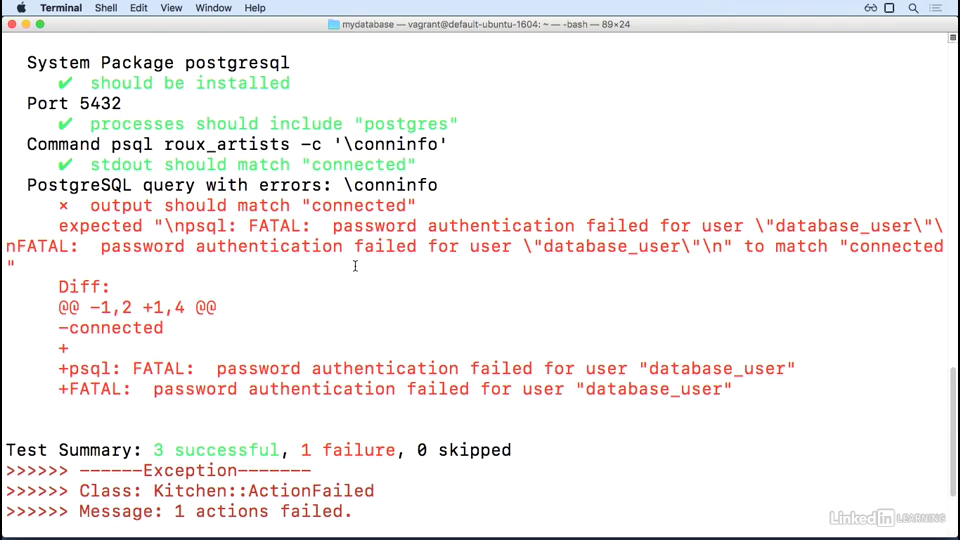 Terminal Shell Edit View Window Help
mydatabase — vagrant@default-ubuntu-1604: ~ — -bash — 89×24
System Package postgresql
✔ should be installed
Port 5432
✔ processes should include "postgres"
Command psql roux_artists -c '\conninfo'
✔ stdout should match "connected"
PostgreSQL query with errors: \conninfo
× output should match "connected"
expected "\npsql: FATAL:  password authentication failed for user \"database_user\"\
nFATAL:  password authentication failed for user \"database_user\"\n" to match "connected
"
Diff:
@@ -1,2 +1,4 @@
-connected
+
+psql: FATAL:  password authentication failed for user "database_user"
+FATAL:  password authentication failed for user "database_user"
Test Summary: 3 successful, 1 failure, 0 skipped
>>>>>> ------Exception-------
>>>>>> Class: Kitchen::ActionFailed
>>>>>> Message: 1 actions failed.
LinkedIn LEARNING